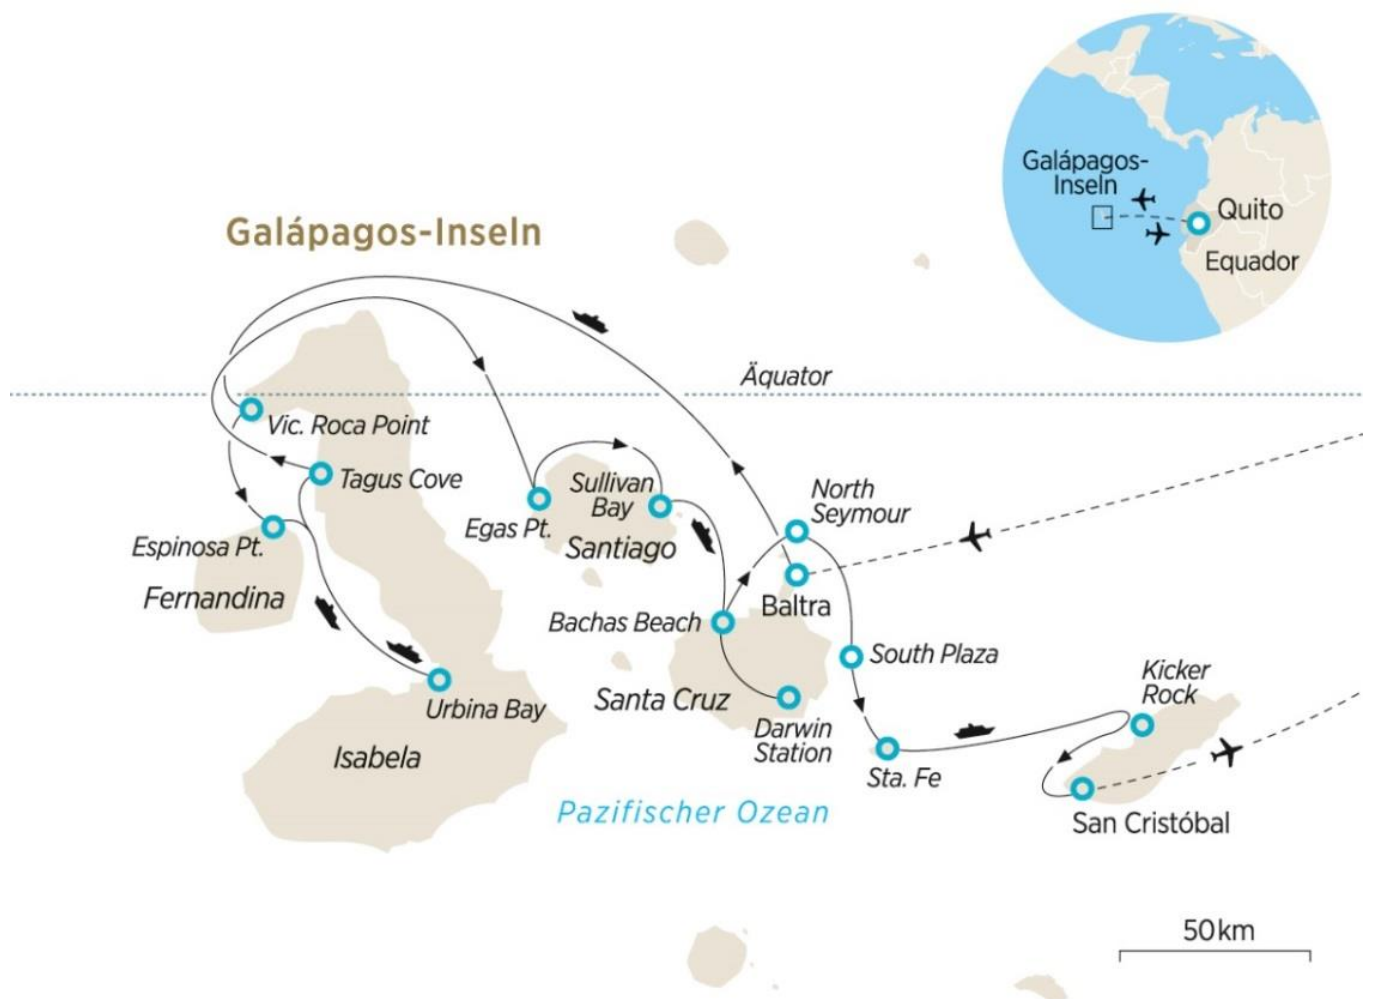 Galápagos-
Inseln
Quito
Equador
Galápagos-Inseln
Äquator
Vic. Roca Point
Tagus Cove
Espinosa Pt.
Fernandina
Urbina Bay
Isabela
Egas Pt.
Sullivan
Bay
Santiago
North
Seymour
Baltra
Bachas Beach
Santa Cruz
Darwin
Station
South Plaza
Sta. Fe
Kicker
Rock
San Cristóbal
Pazifischer Ozean
50km